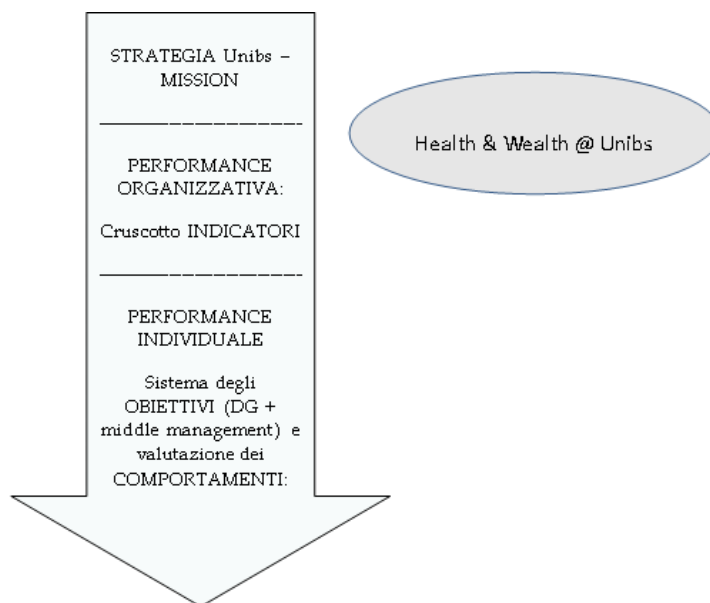 STRATEGIA Unibs –
MISSION
PERFORMANCE
ORGANIZZATIVA:
Cruscotto INDICATORI
PERFORMANCE
INDIVIDUALE
Sistema degli
OBIETTIVI (DG +
middle management) e
valutazione dei
COMPORTAMENTI:
Health & Wealth @ Unibs